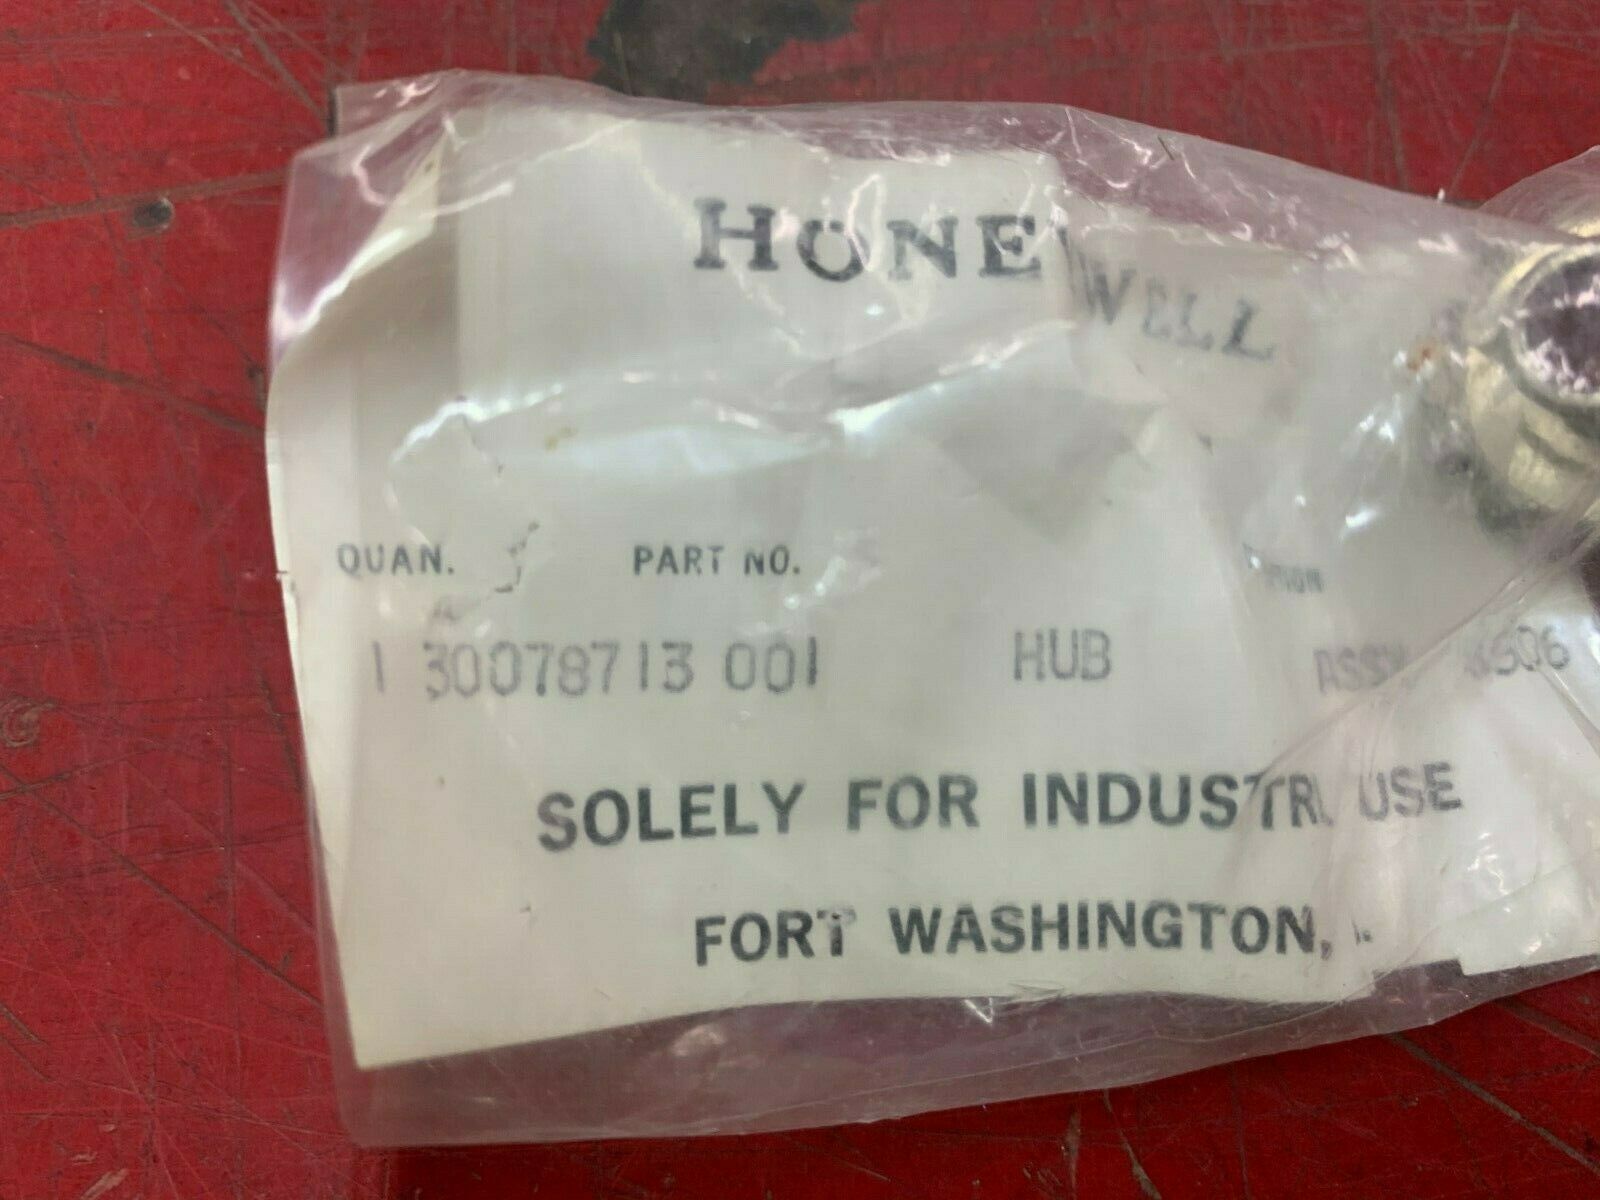 HONEYWELL
QUAN. PART NO.
1 30078713 001 HUB
SOLELY FOR INDUSTR USE
FORT WASHINGTON,